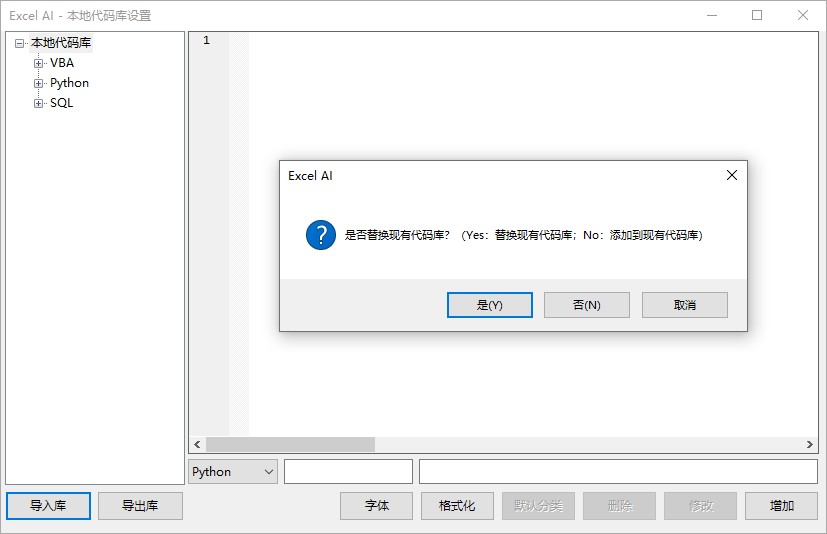 Excel AI - 本地代码库设置
本地代码库
VBA
Python
SQL
1
Excel AI
是否替换现有代码库？（Yes：替换现有代码库；No：添加到现有代码库）
是(Y)
否(N)
取消
Python
导入库
导出库
字体
格式化
默认分类
删除
修改
增加